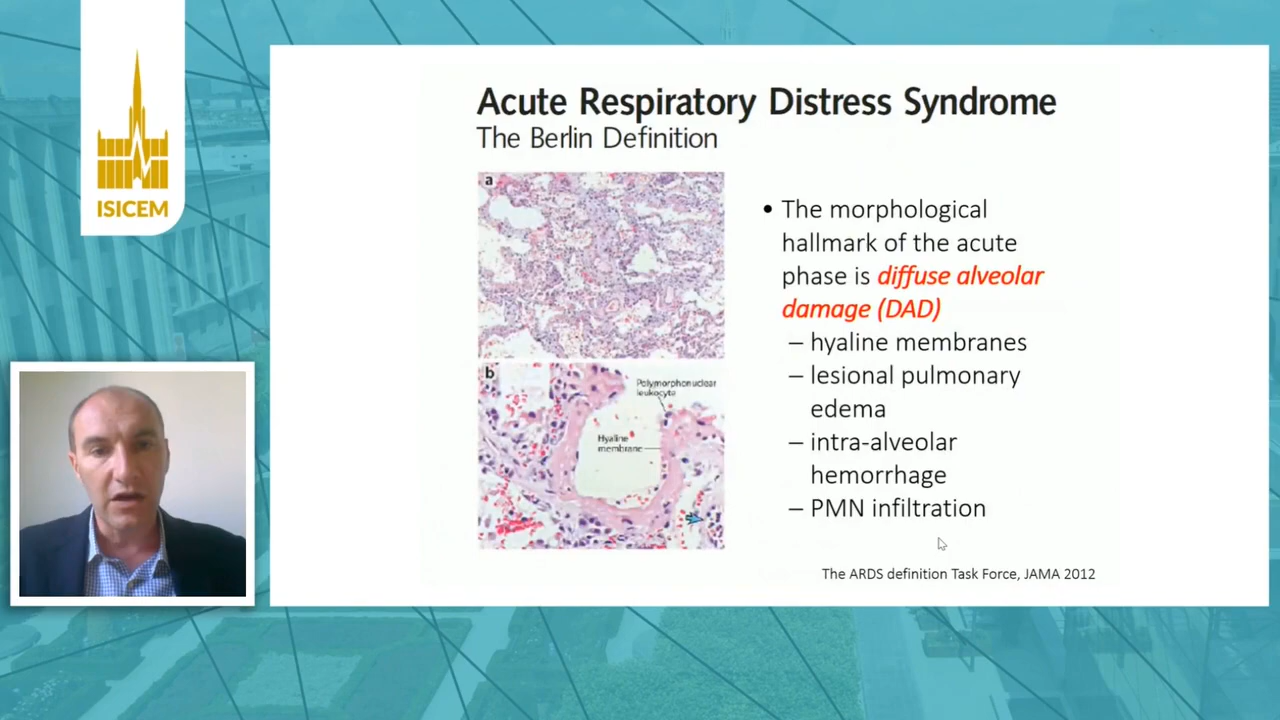 ISICEM
Acute Respiratory Distress Syndrome
The Berlin Definition
a
b
Polymorphonuclear
leukocyte
Hyaline
membrane
• The morphological
hallmark of the acute
phase is diffuse alveolar
damage (DAD)
– hyaline membranes
– lesional pulmonary
edema
– intra-alveolar
hemorrhage
– PMN infiltration
The ARDS definition Task Force, JAMA 2012